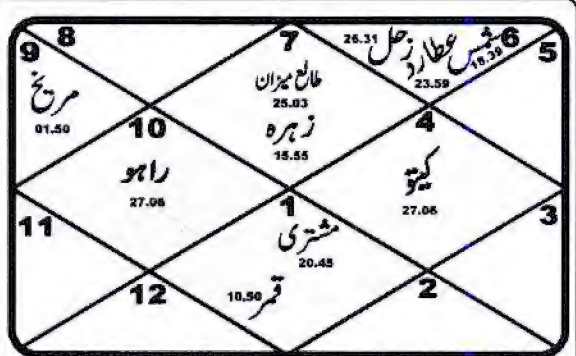 7
8
9
5
6
شمس
18.39
عطارد
23.59
زحل
26.31
طالع میزان
25.03
زہرہ
15.55
مریخ
01.50
10
4
راہو
27.06
کیتو
27.06
11
1
3
مشتری
20.45
قمر
10.50
12
2